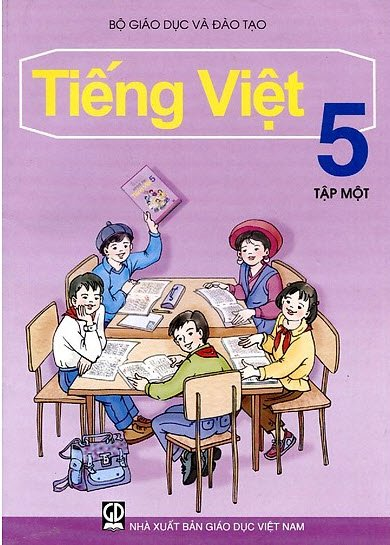 BỘ GIÁO DỤC VÀ ĐÀO TẠO
Tiếng Việt
5
TẬP MỘT
5
GD
NHÀ XUẤT BẢN GIÁO DỤC VIỆT NAM